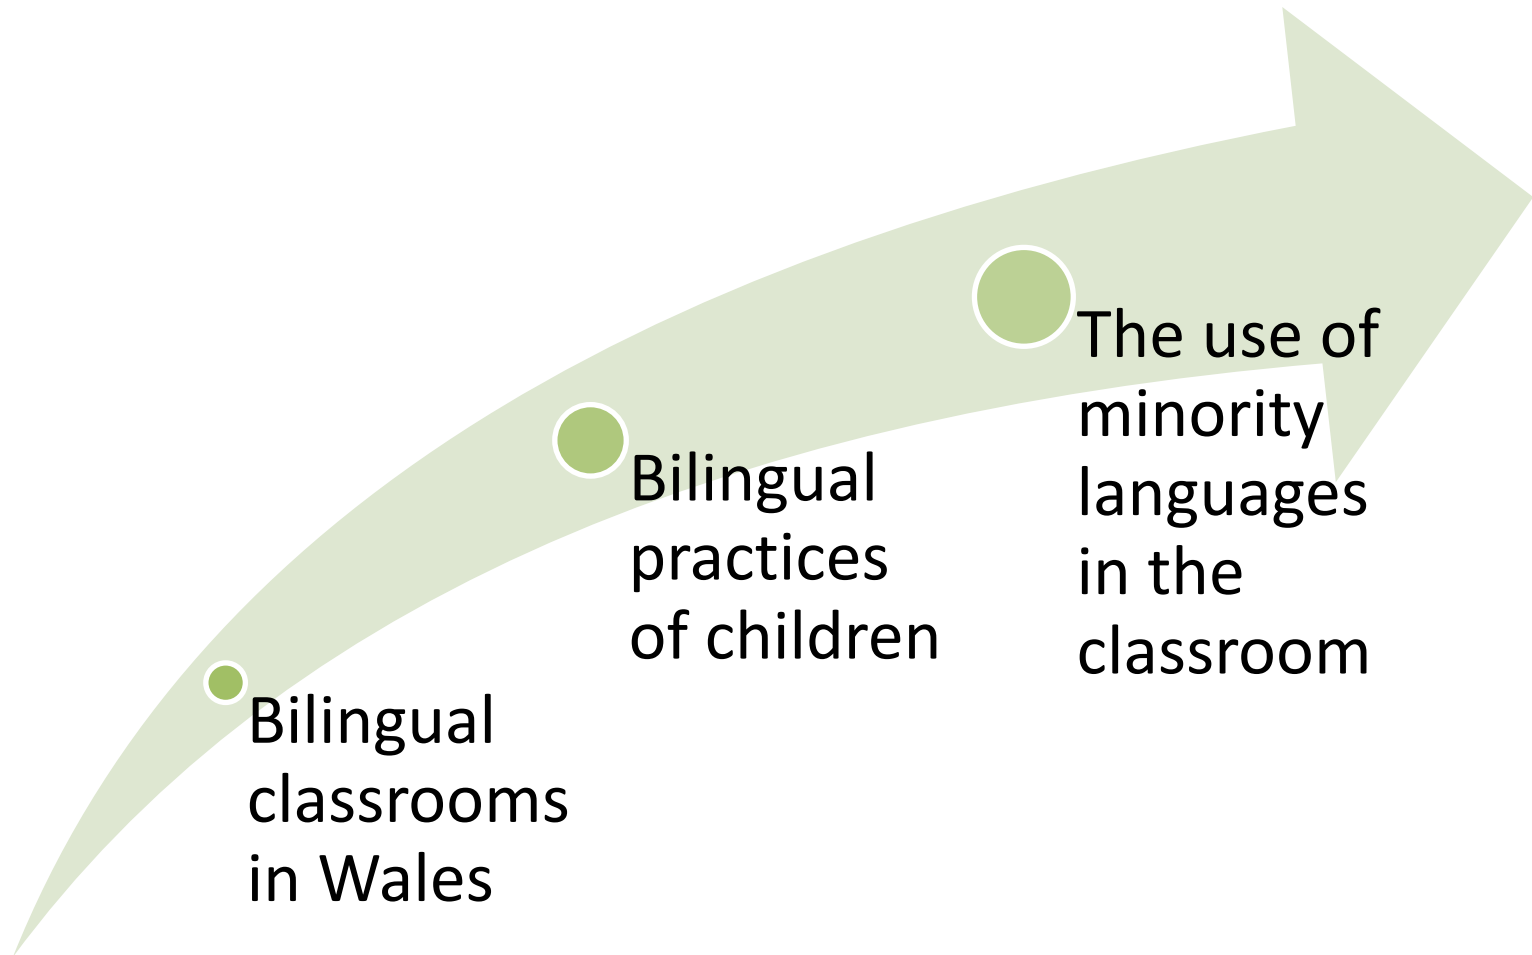 Bilingual
classrooms
in Wales
Bilingual
practices
of children
The use of
minority
languages
in the
classroom